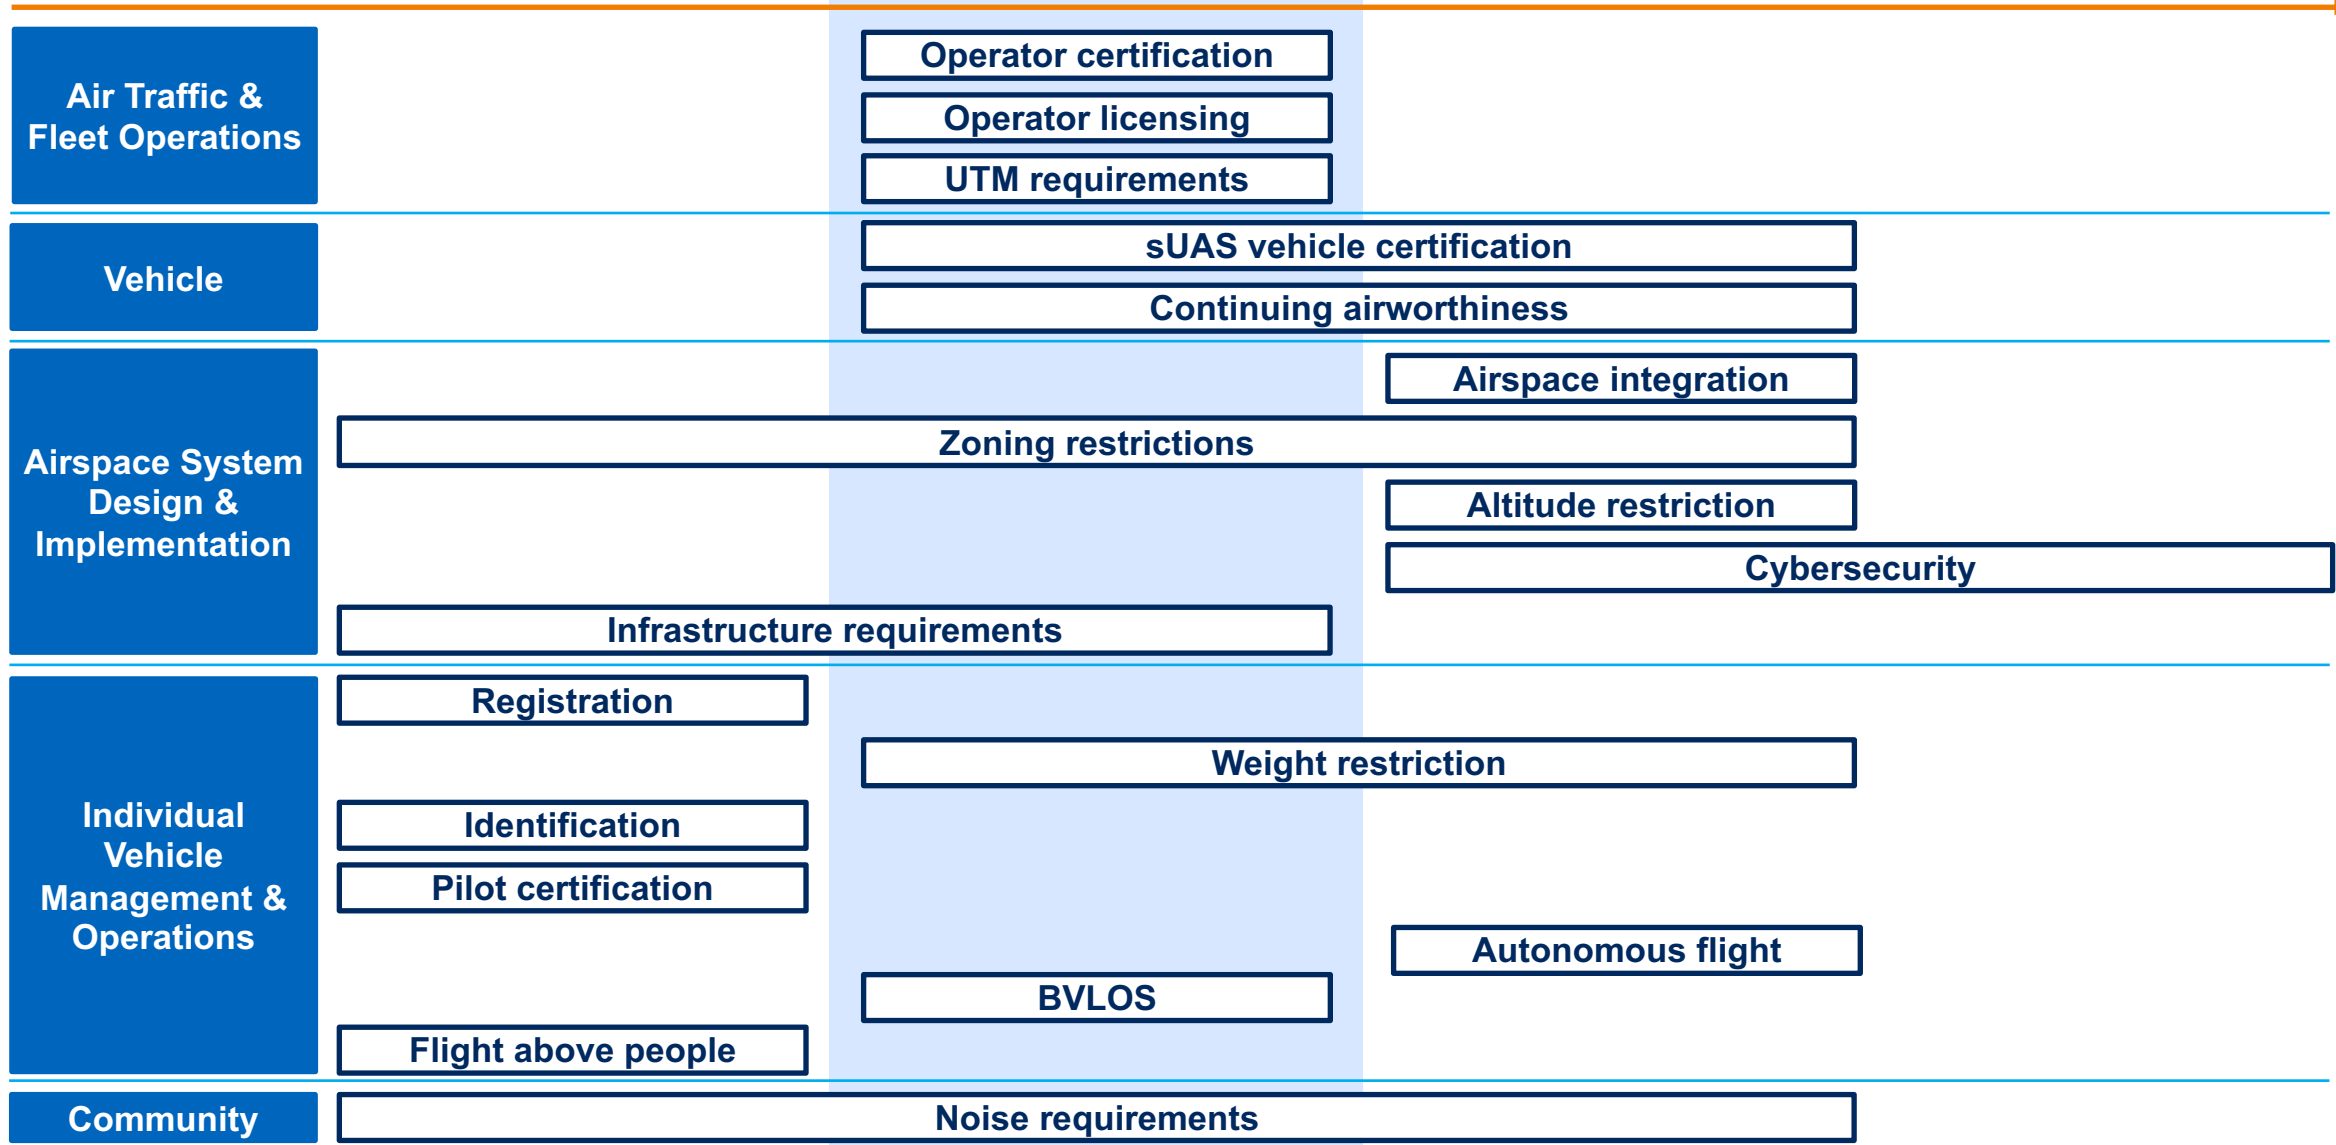 Air Traffic &
Fleet Operations
Operator certification
Operator licensing
UTM requirements
Vehicle
sUAS vehicle certification
Continuing airworthiness
Airspace System
Design &
Implementation
Airspace integration
Zoning restrictions
Altitude restriction
Cybersecurity
Infrastructure requirements
Individual
Vehicle
Management &
Operations
Registration
Weight restriction
Identification
Pilot certification
Autonomous flight
BVLOS
Flight above people
Community
Noise requirements